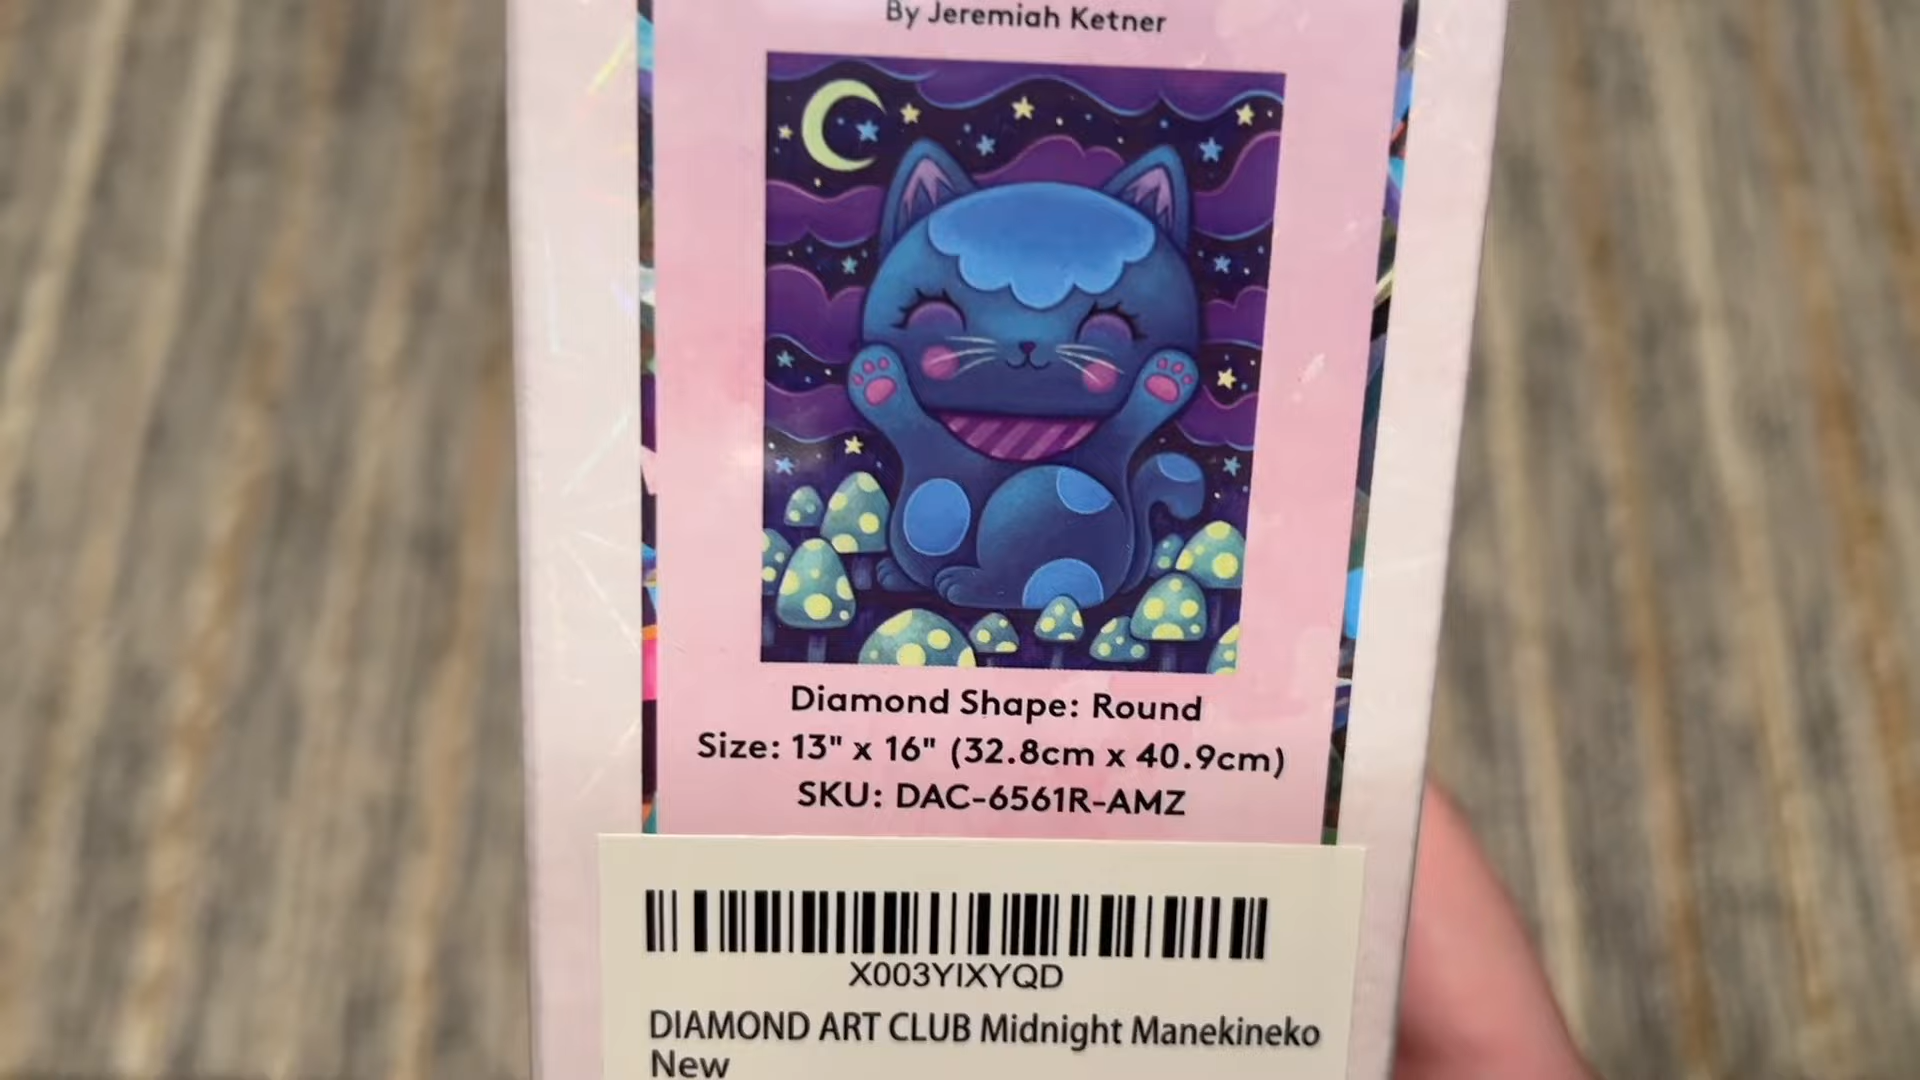 By Jeremiah Ketner
Diamond Shape: Round
Size: 13" x 16" (32.8cm x 40.9cm)
SKU: DAC-6561R-AMZ
X003YIXYQD
DIAMOND ART CLUB Midnight Manekineko
New